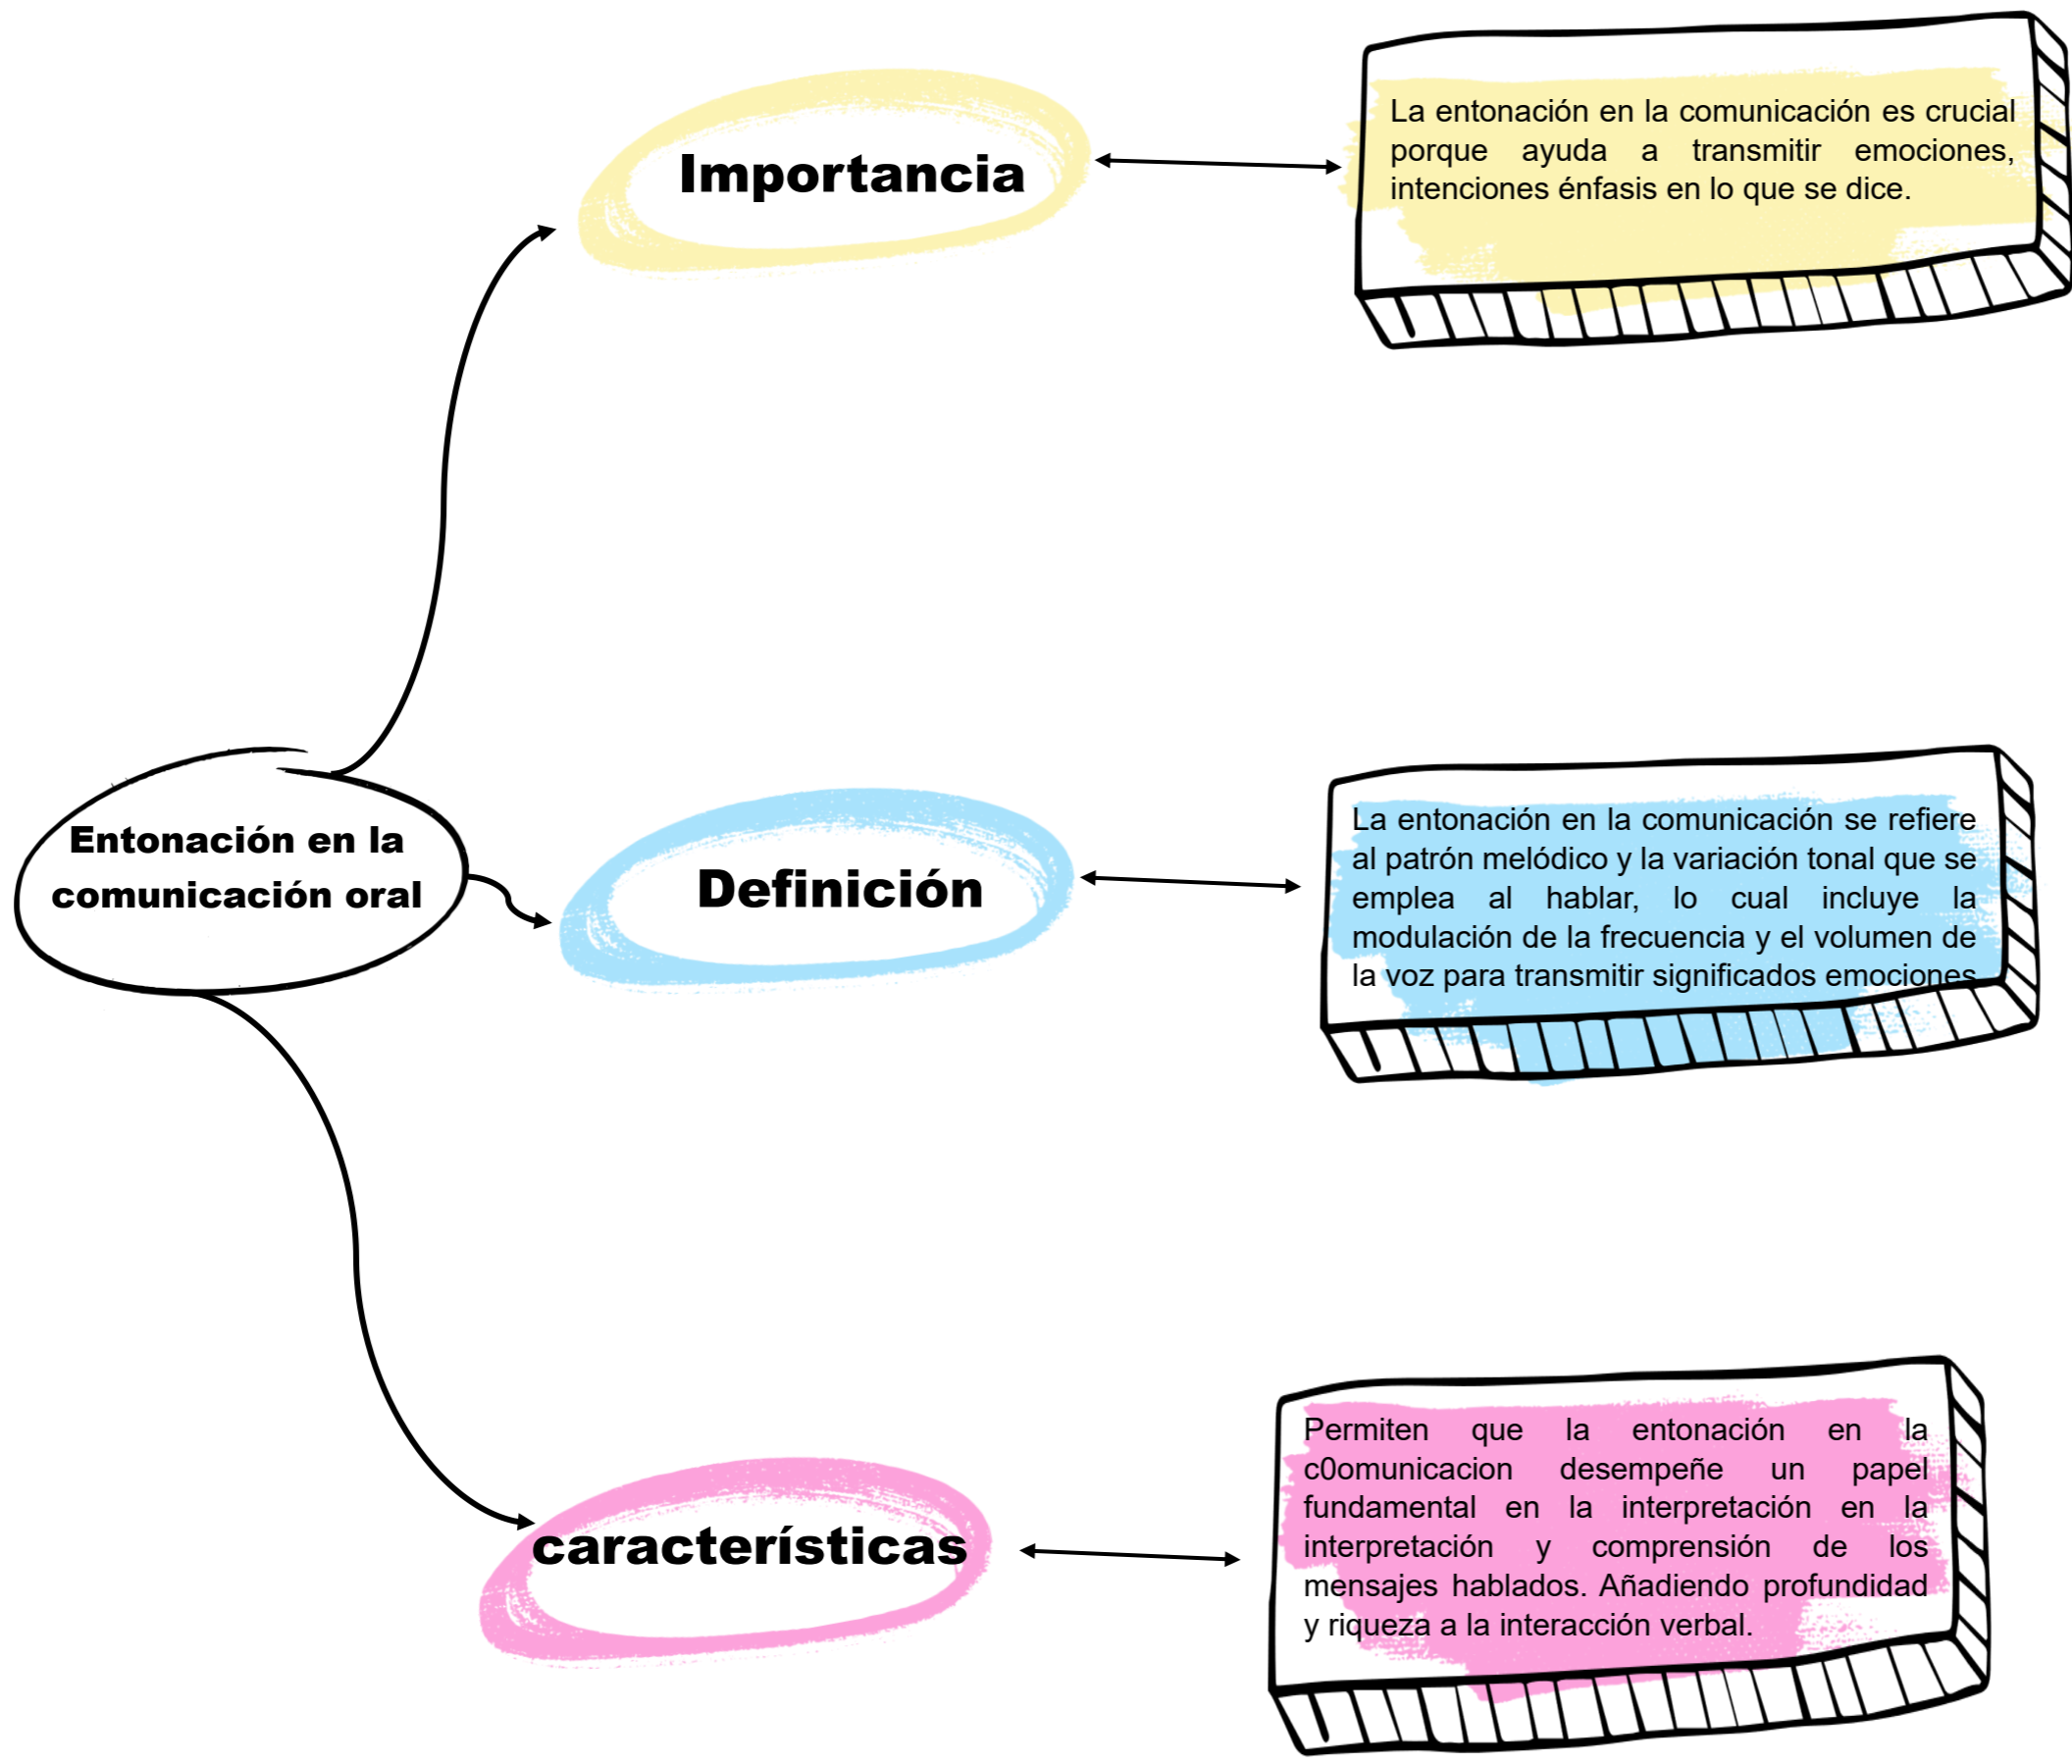 Importancia
La entonación en la comunicación es crucial
porque ayuda a transmitir emociones,
intenciones énfasis en lo que se dice.
Entonación en la
comunicación oral
Definición
La entonación en la comunicación se refiere
al patrón melódico y la variación tonal que se
emplea al hablar, lo cual incluye la
modulación de la frecuencia y el volumen de
la voz para transmitir significados emociones
características
Permiten que la entonación en la
c0omunicacion desempeñe un papel
fundamental en la interpretación en la
interpretación y comprensión de los
mensajes hablados. Añadiendo profundidad
y riqueza a la interacción verbal.